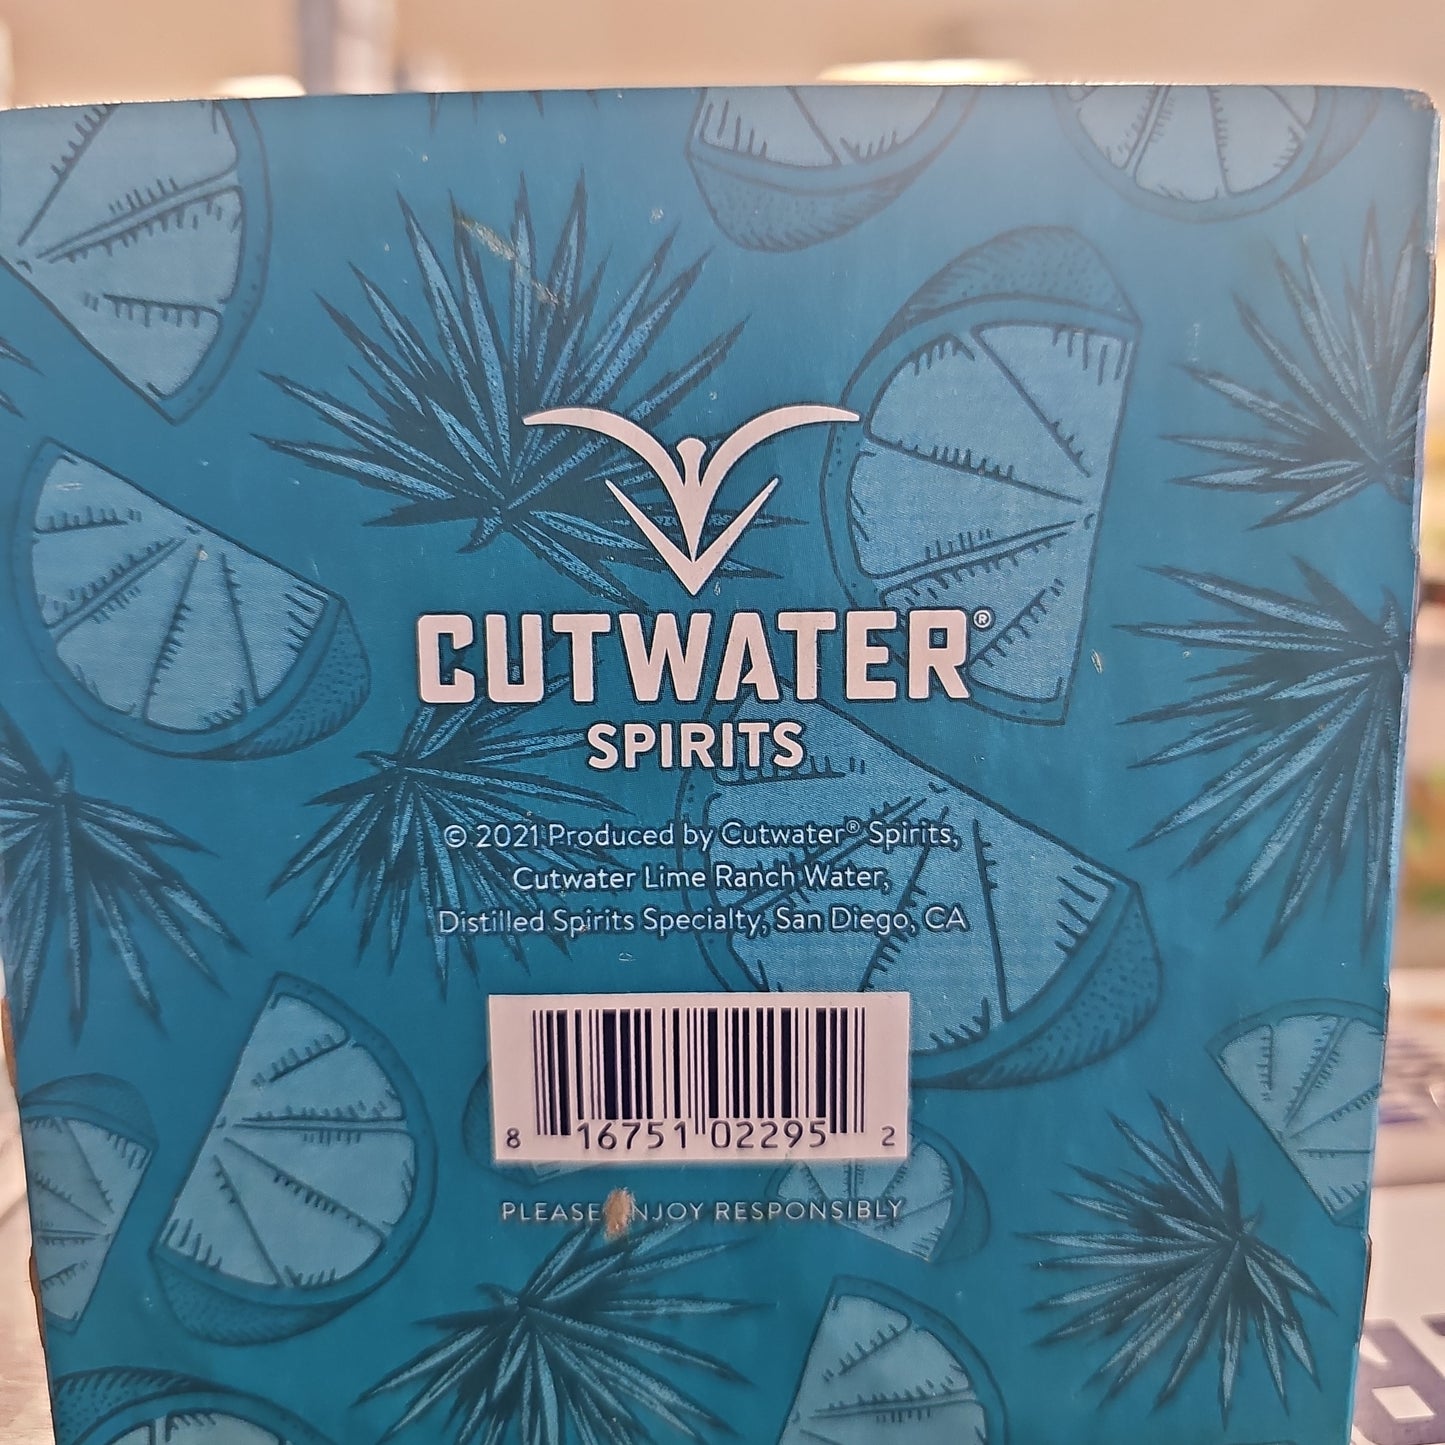 CUTWATER®
SPIRITS
© 2021 Produced by Cutwater® Spirits,
Cutwater Lime Ranch Water,
Distilled Spirits Specialty, San Diego, CA
8 16751 02295 2
PLEASE NJOY RESPONSIBLY